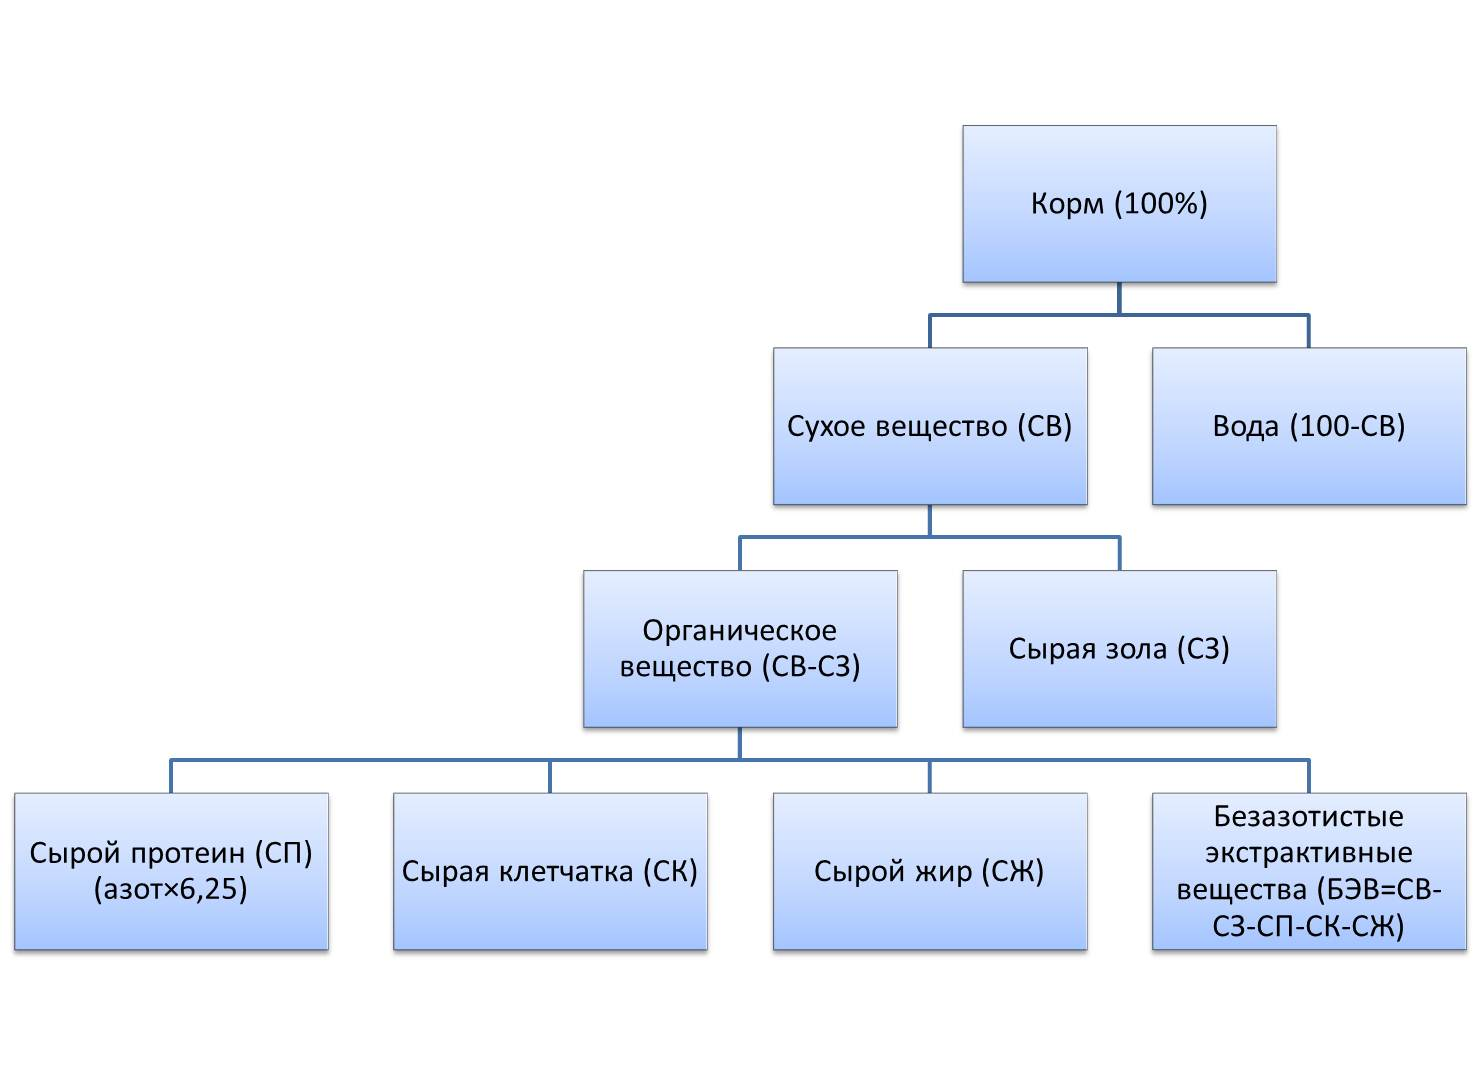 Корм (100%)
Сухое вещество (СВ)
Вода (100-СВ)
Органическое
вещество (СВ-СЗ)
Сырая зола (СЗ)
Сырой протеин (СП)
(азот×6,25)
Сырая клетчатка (СК)
Сырой жир (СЖ)
Безазотистые
экстрактивные
вещества (БЭВ=СВ-
СЗ-СП-СК-СЖ)